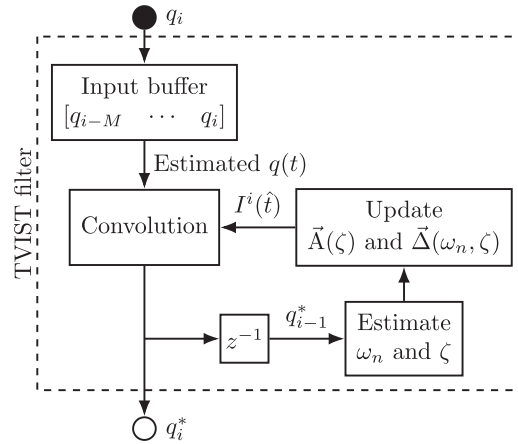 q_i
Input buffer
[q_{i−M} ⋯ q_i]
Estimated q(t)
TVIST filter
Convolution
I^i(t̂)
Update
A⃗(ζ) and Δ⃗(ω_n, ζ)
z^{−1}
q^*_{i−1}
Estimate
ω_n and ζ
q^*_i